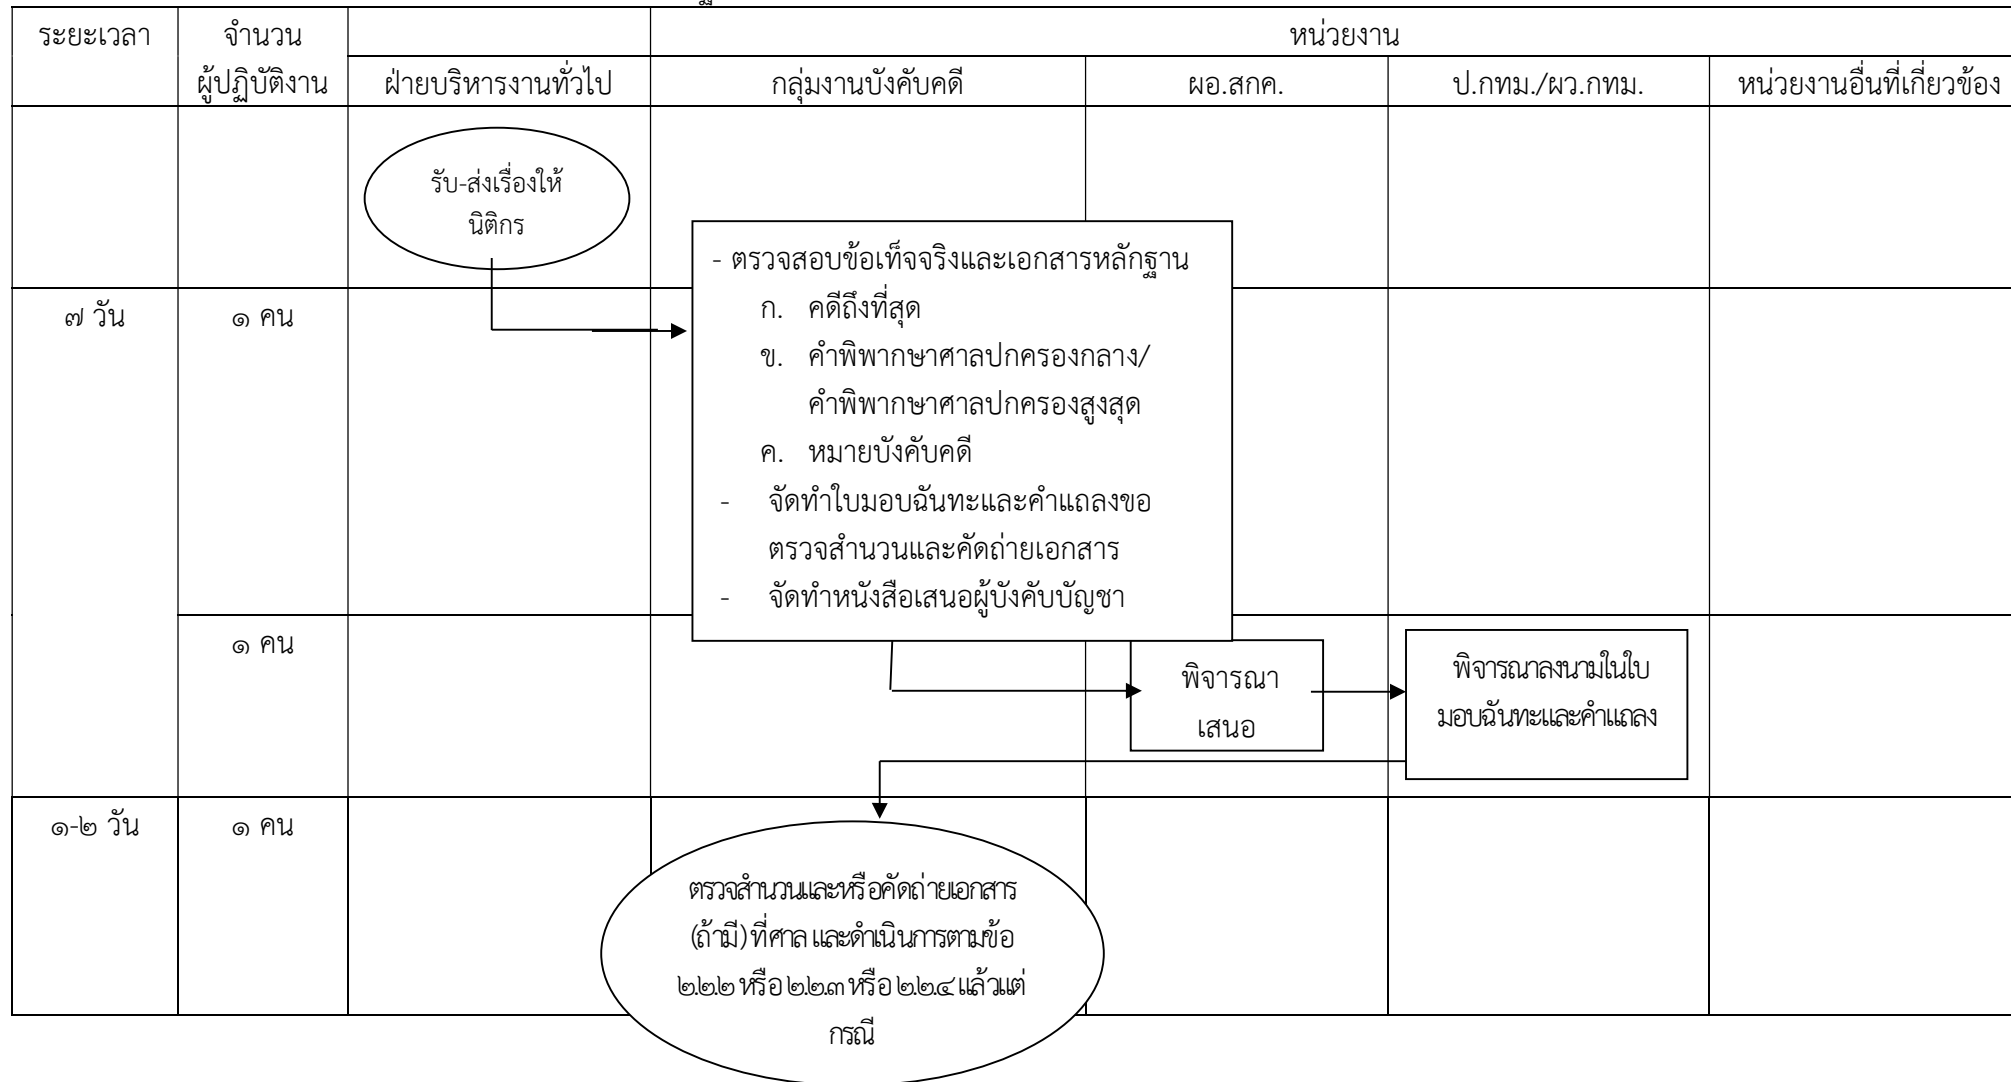 ระยะเวลา จำนวน หน่วยงาน
ผู้ปฏิบัติงาน ฝ่ายบริหารงานทั่วไป กลุ่มงานบังคับคดี ผอ.สกค. ป.กทม./ผว.กทม. หน่วยงานอื่นที่เกี่ยวข้อง
รับ-ส่งเรื่องให้
นิติกร
- ตรวจสอบข้อเท็จจริงและเอกสารหลักฐาน
ก. คดีถึงที่สุด
ข. คำพิพากษาศาลปกครองกลาง/
คำพิพากษาศาลปกครองสูงสุด
ค. หมายบังคับคดี
- จัดทำใบมอบฉันทะและคำแถลงขอ
ตรวจสำนวนและคัดถ่ายเอกสาร
- จัดทำหนังสือเสนอผู้บังคับบัญชา
๗ วัน ๑ คน
๑ คน
พิจารณา
เสนอ
พิจารณาลงนามในใบ
มอบฉันทะและคำแถลง
๑-๒ วัน ๑ คน
ตรวจสำนวนและหรือคัดถ่ายเอกสาร
(ถ้ามี) ที่ศาล และดำเนินการตามข้อ
๒.๒.๒ หรือ ๒.๒.๓ หรือ ๒.๒.๔ แล้วแต่
กรณี